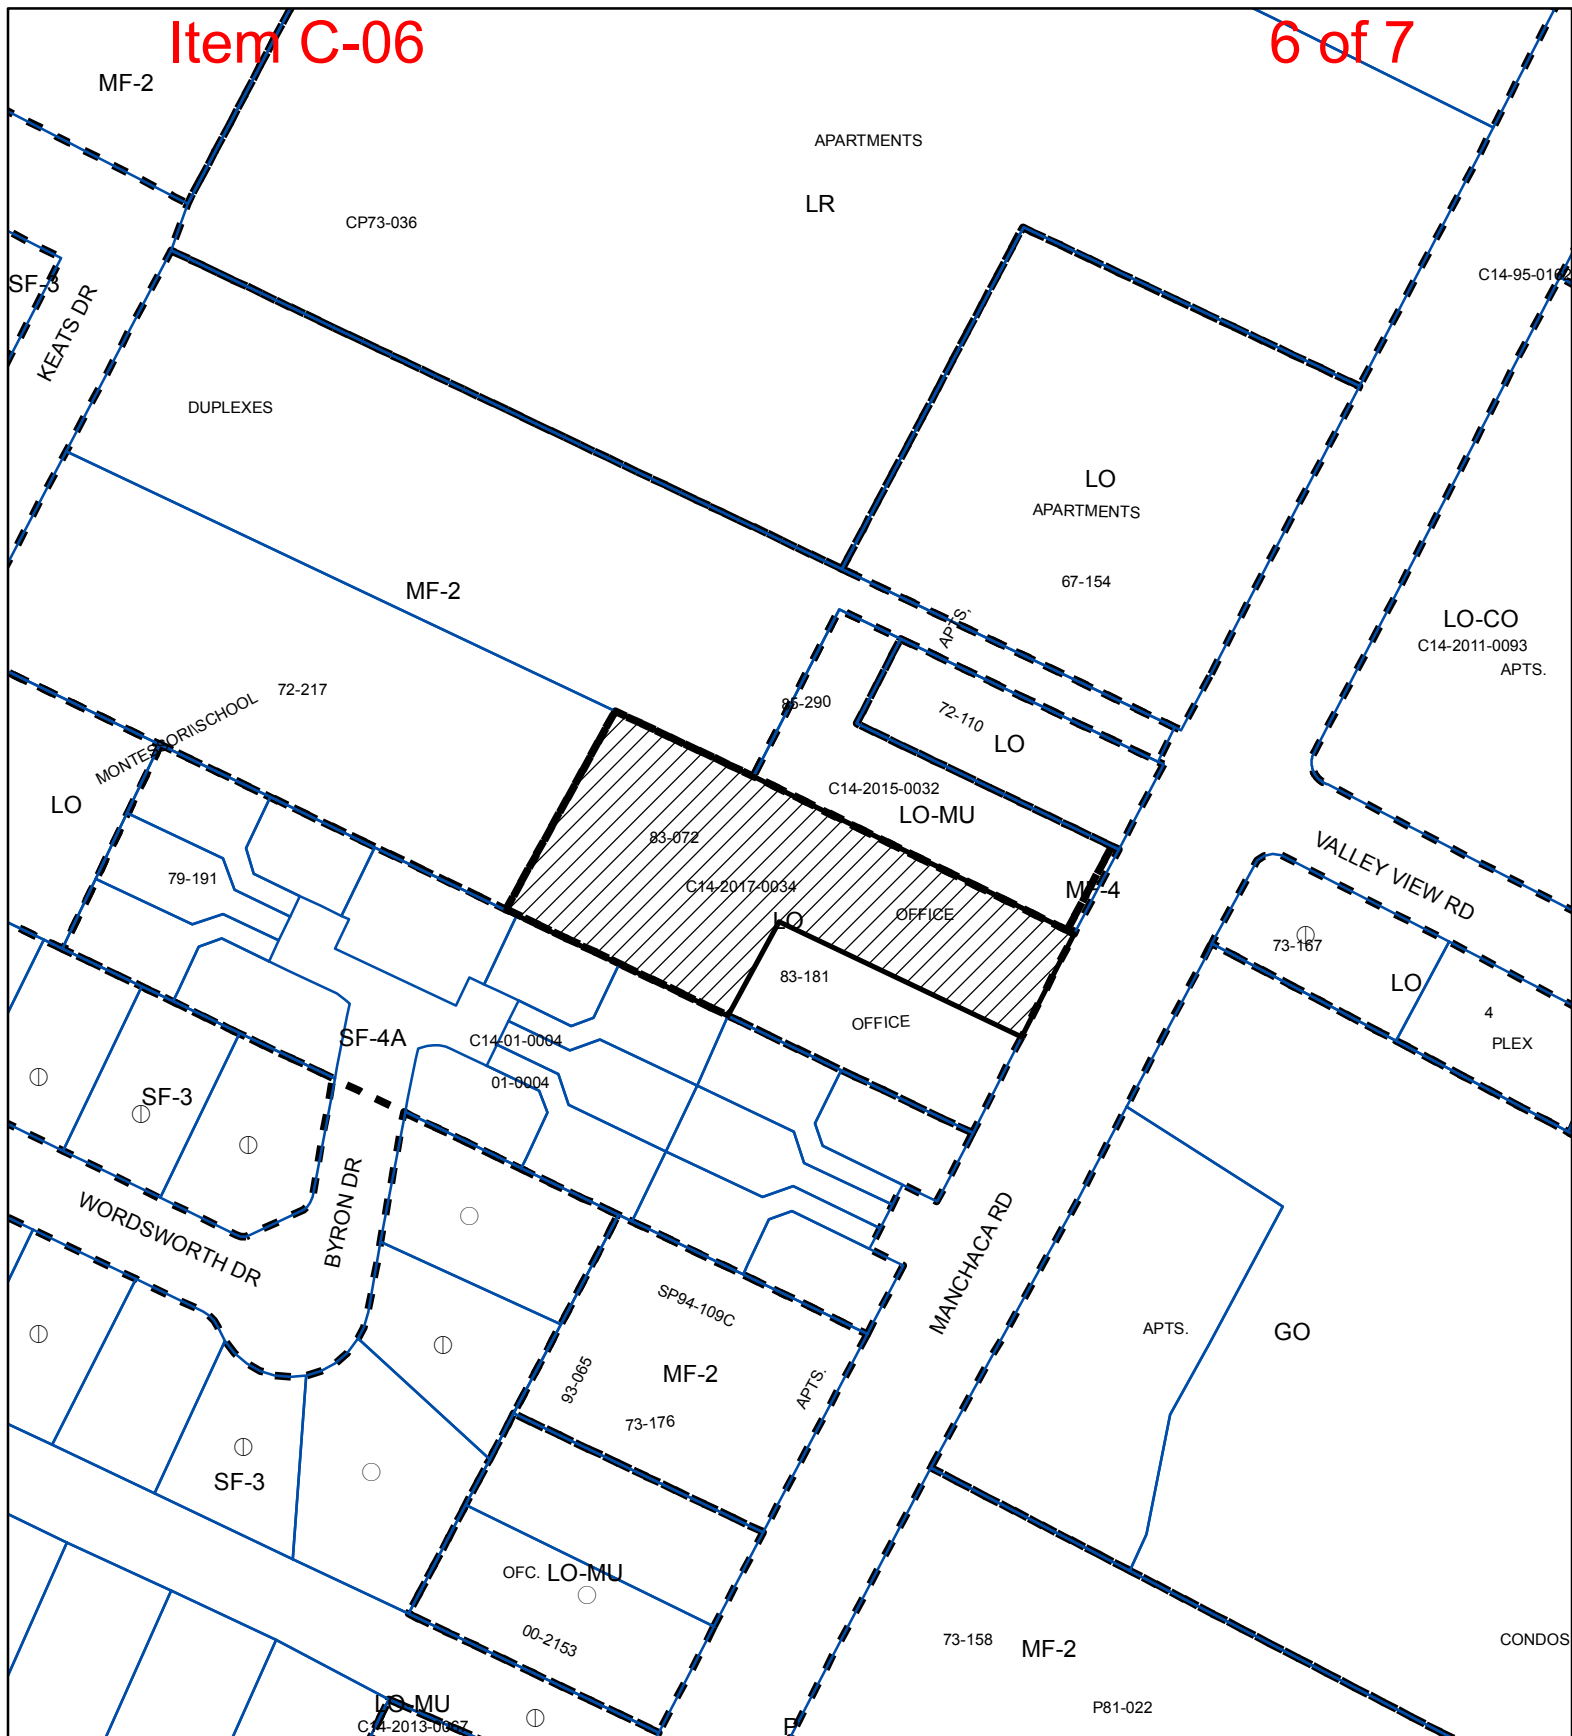 Item C-06
6 of 7
MF-2
APARTMENTS
LR
CP73-036
SF-3
KEATS DR
C14-95-0162
DUPLEXES
LO
APARTMENTS
67-154
MF-2
APTS.
LO-CO
C14-2011-0093
APTS.
72-217
MONTESSORI\SCHOOL
85-290
72-110
LO
C14-2015-0032
LO-MU
LO
83-072
VALLEY VIEW RD
79-191
C14-2017-0034
MF-4
OFFICE
LO
73-167
83-181
LO
OFFICE
4
PLEX
SF-4A
C14-01-0004
01-0004
SF-3
WORDSWORTH DR
BYRON DR
MANCHACA RD
SP94-109C
APTS.
GO
93-065
MF-2
APTS.
73-176
SF-3
OFC.
LO-MU
00-2153
73-158
MF-2
CONDOS
LO-MU
C14-2013-0067
P81-022
P